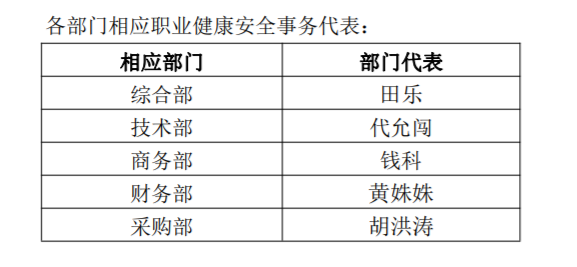 各部门相应职业健康安全事务代表：
相应部门 部门代表
综合部 田乐
技术部 代允闯
商务部 钱科
财务部 黄姝姝
采购部 胡洪涛